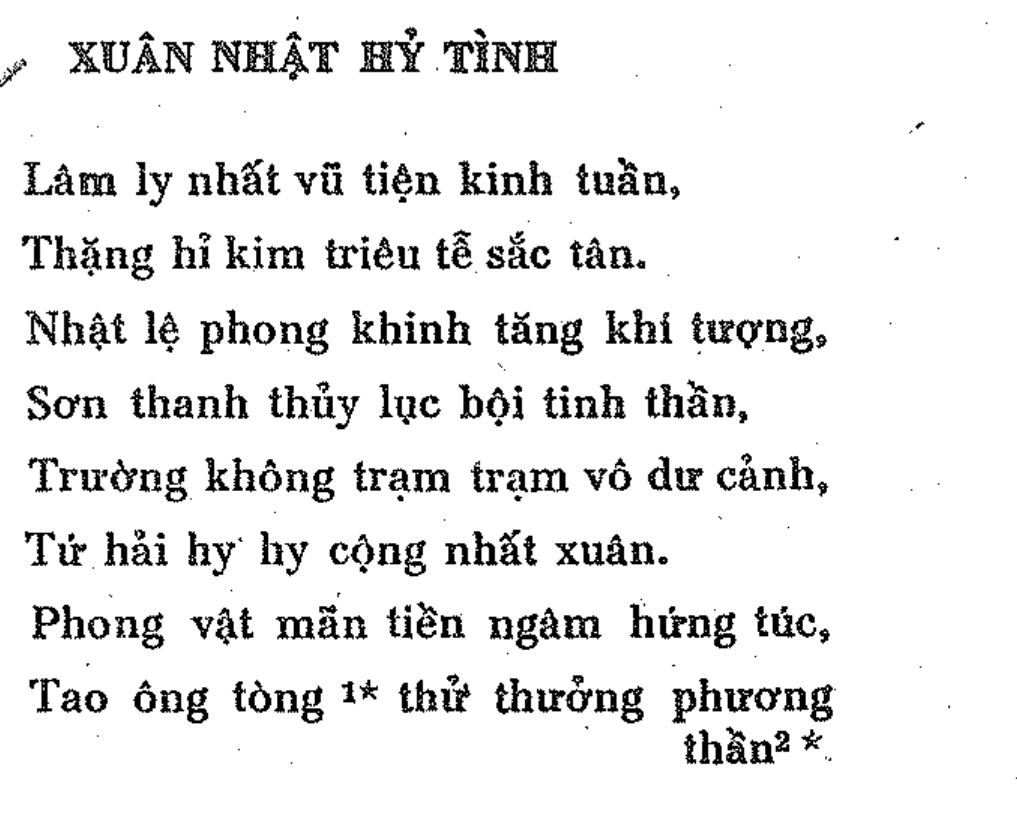 XUÂN NHẬT HỶ TÌNH
Lâm ly nhất vũ tiện kinh tuần,
Thặng hỉ kim triêu tễ sắc tân.
Nhật lệ phong khinh tăng khí tượng,
Sơn thanh thủy lục bội tinh thần,
Trường không trạm trạm vô dư cảnh,
Tứ hải hy hy cộng nhất xuân.
Phong vật mãn tiền ngâm hứng túc,
Tao ông tòng ¹* thử thưởng phương
thần² *